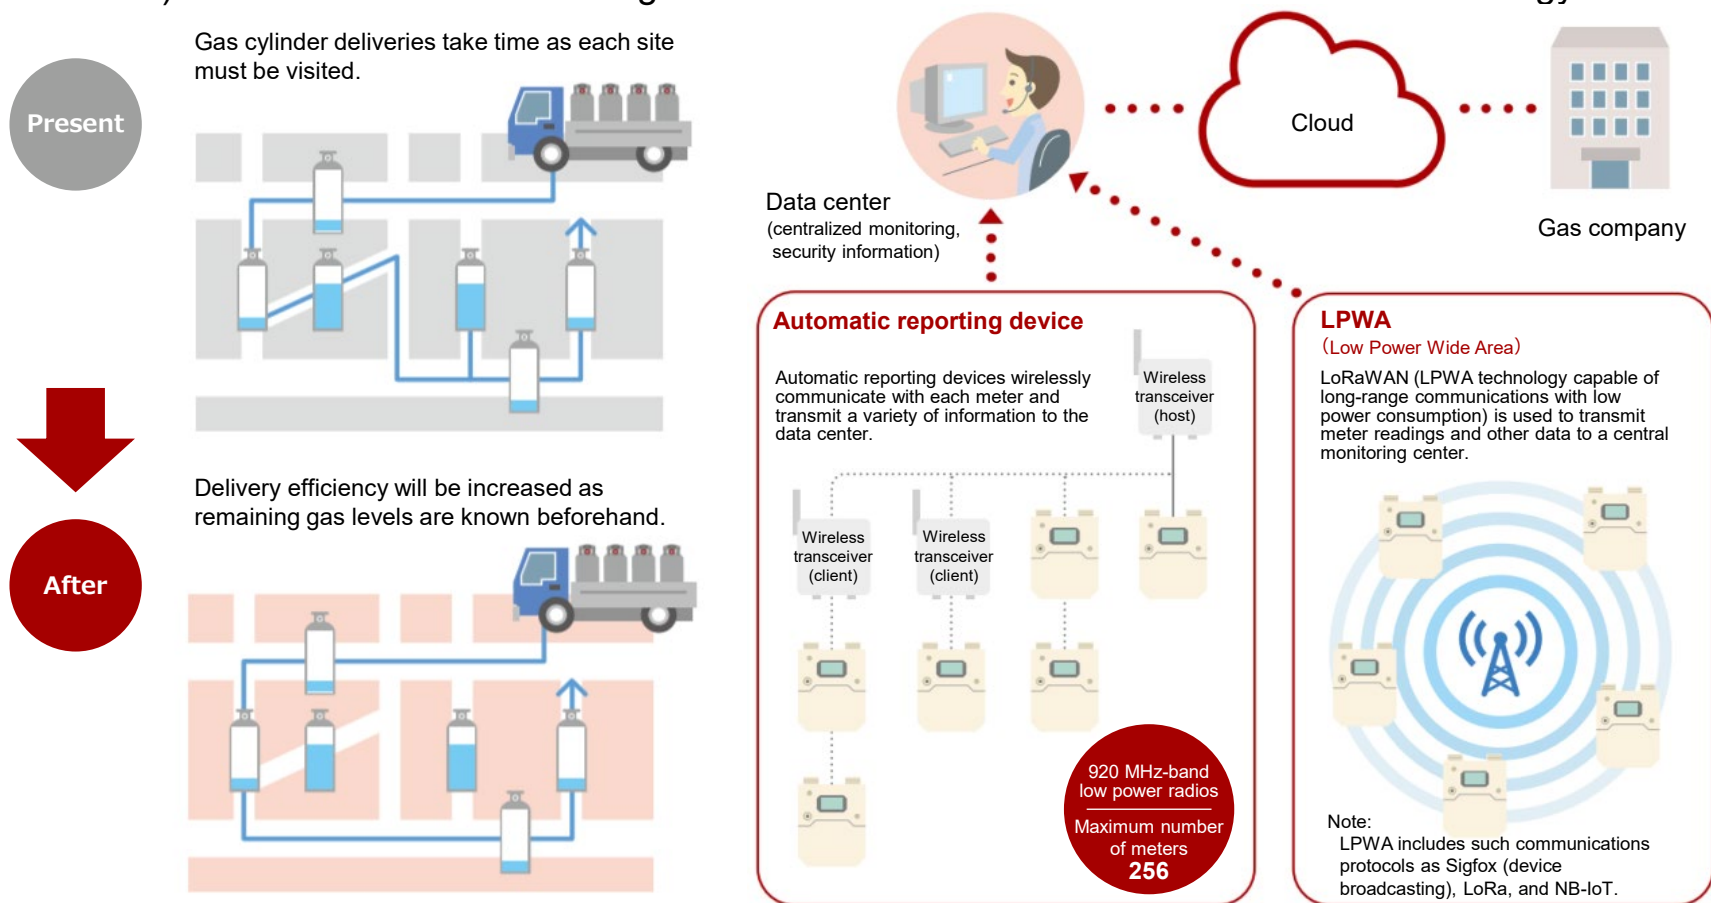 Present
Gas cylinder deliveries take time as each site
must be visited.
After
Delivery efficiency will be increased as
remaining gas levels are known beforehand.
Cloud
Data center
(centralized monitoring,
security information)
Gas company
Automatic reporting device
Automatic reporting devices wirelessly
communicate with each meter and
transmit a variety of information to the
data center.
Wireless
transceiver
(host)
Wireless
transceiver
(client)
Wireless
transceiver
(client)
920 MHz-band
low power radios
Maximum number
of meters
256
LPWA
(Low Power Wide Area)
LoRaWAN (LPWA technology capable of
long-range communications with low
power consumption) is used to transmit
meter readings and other data to a central
monitoring center.
Note:
LPWA includes such communications
protocols as Sigfox (device
broadcasting), LoRa, and NB-IoT.